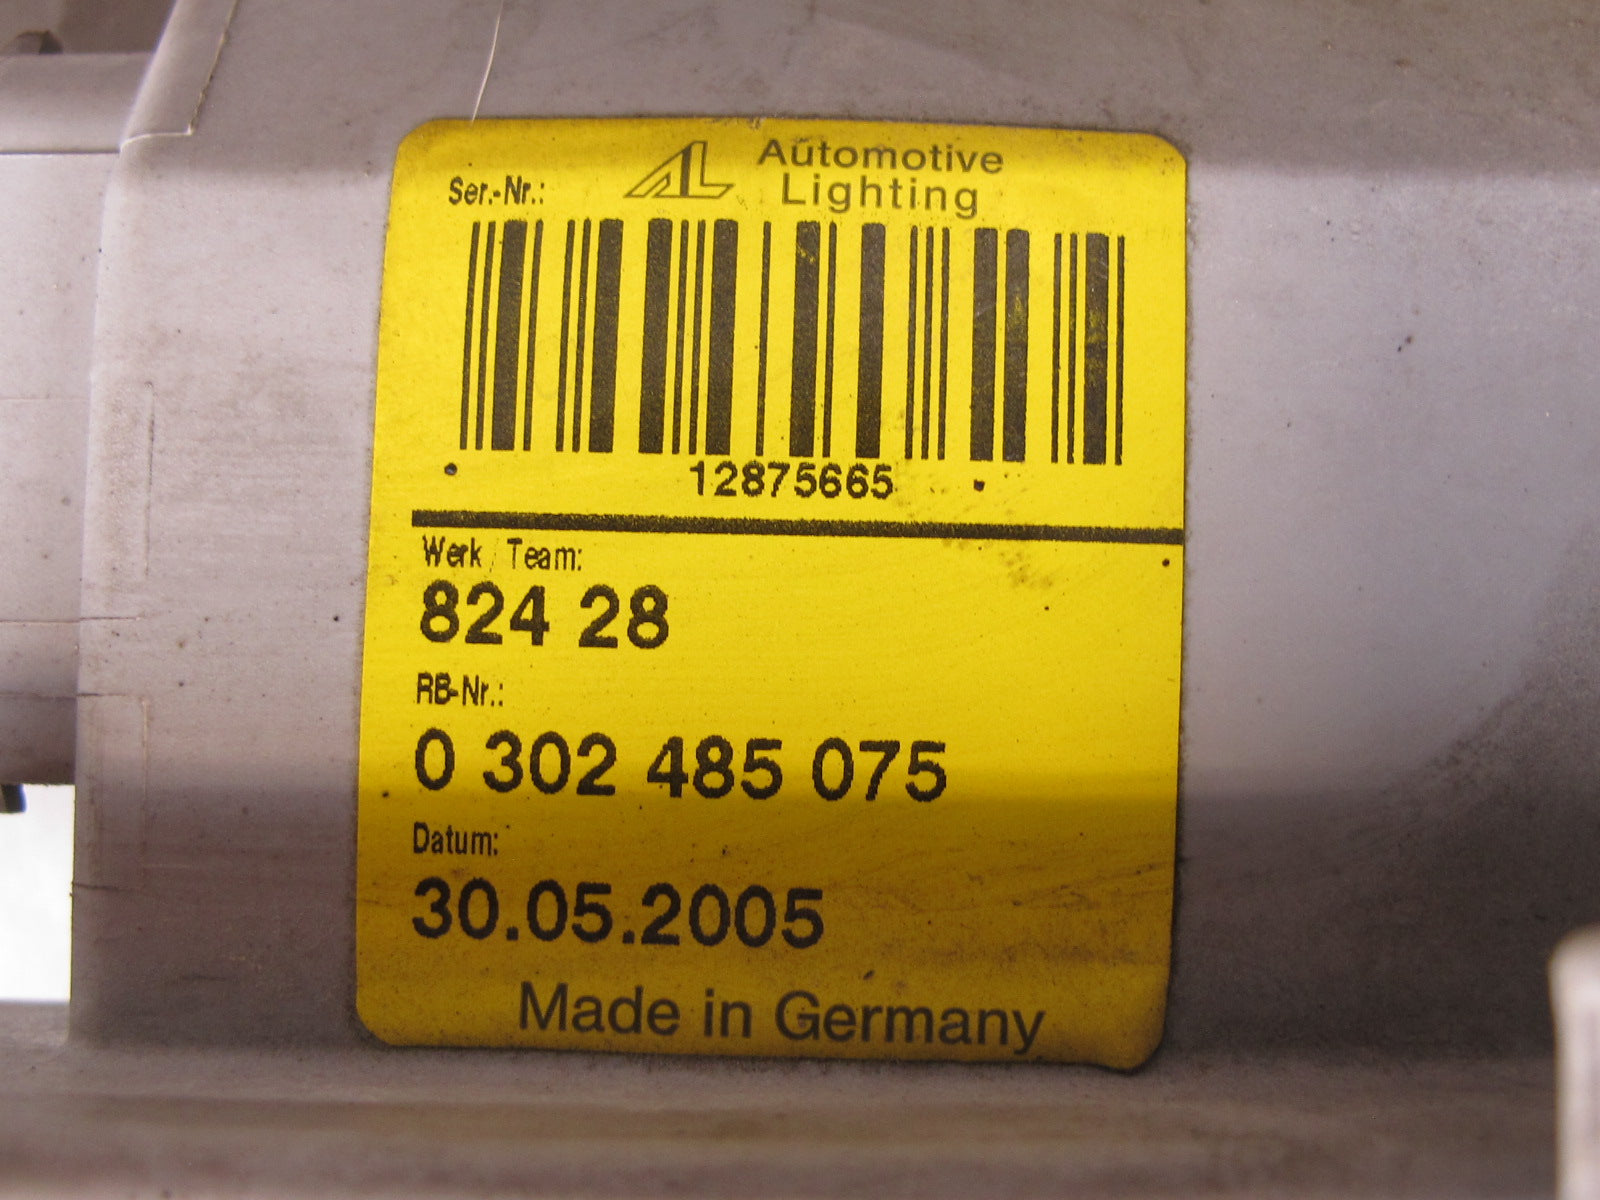 Ser.-Nr.: AL Automotive
Lighting
12875665
Werk / Team:
824 28
RB-Nr.:
0 302 485 075
Datum:
30.05.2005
Made in Germany